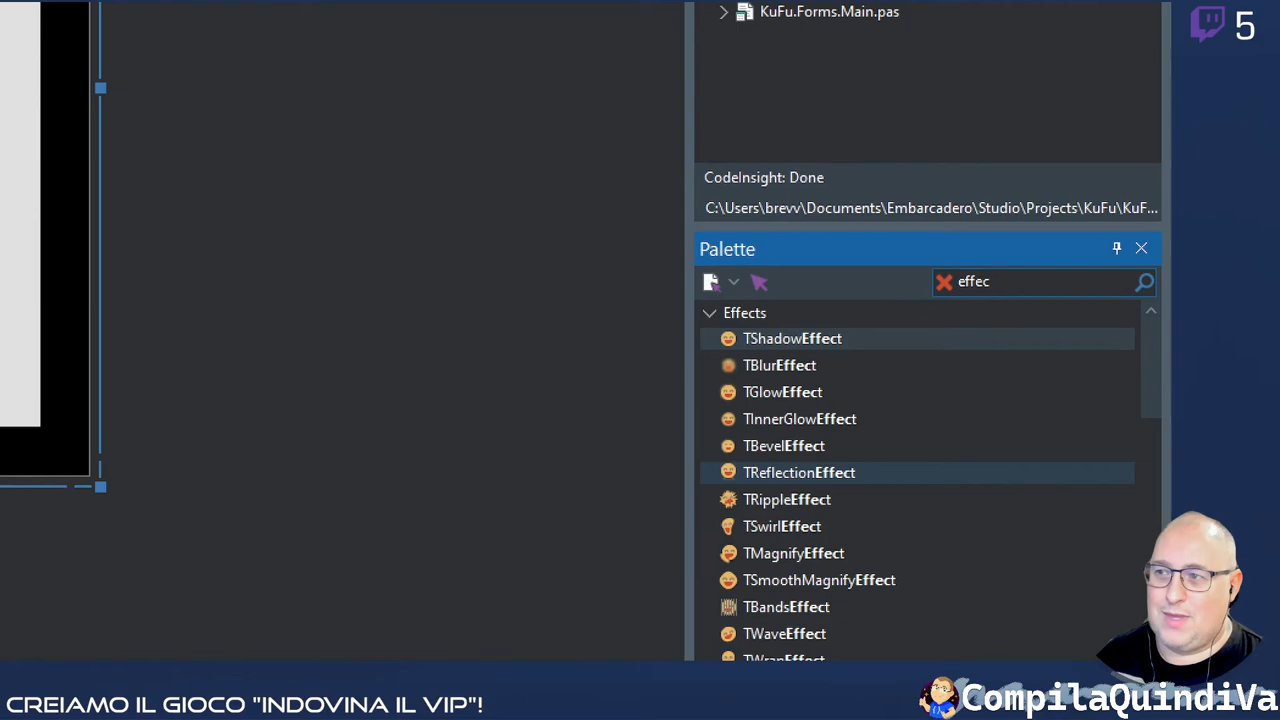 KuFu.Forms.Main.pas
5
CodeInsight: Done
C:\Users\brevv\Documents\Embarcadero\Studio\Projects\KuFu\KuF...
Palette
effec
Effects
TShadowEffect
TBlurEffect
TGlowEffect
TInnerGlowEffect
TBevelEffect
TReflectionEffect
TRippleEffect
TSwirlEffect
TMagnifyEffect
TSmoothMagnifyEffect
TBandsEffect
TWaveEffect
TWrapEffect
CREIAMO IL GIOCO "INDOVINA IL VIP"!
CompilaQuindiVa